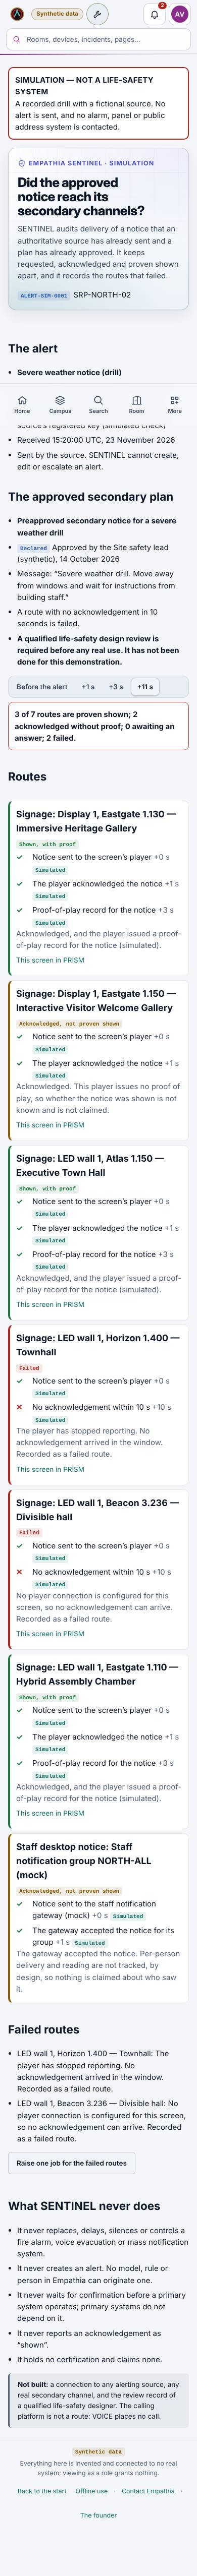 Synthetic data
2
AV
Rooms, devices, incidents, pages...
SIMULATION — NOT A LIFE-SAFETY
SYSTEM
A recorded drill with a fictional source. No
alert is sent, no alarm, panel or public
address system is contacted.
EMPATHIA SENTINEL · SIMULATION
Did the approved
notice reach its
secondary channels?
SENTINEL audits delivery of a notice that an
authoritative source has already sent and a
plan has already approved. It keeps
requested, acknowledged and proven shown
apart, and it records the routes that failed.
ALERT-SIM-0001 SRP-NORTH-02
The alert
Severe weather notice (drill)
Home
Campus
Search
Room
More
source's registered key (simulated check)
Received 15:20:00 UTC, 23 November 2026
Sent by the source. SENTINEL cannot create,
edit or escalate an alert.
The approved secondary plan
Preapproved secondary notice for a severe
weather drill
Declared Approved by the Site safety lead
(synthetic), 14 October 2026
Message: “Severe weather drill. Move away
from windows and wait for instructions from
building staff.”
A route with no acknowledgement in 10
seconds is failed.
A qualified life-safety design review is
required before any real use. It has not been
done for this demonstration.
Before the alert +1 s +3 s +11 s
3 of 7 routes are proven shown; 2
acknowledged without proof; 0 awaiting an
answer; 2 failed.
Routes
Signage: Display 1, Eastgate 1.130 —
Immersive Heritage Gallery
Shown, with proof
✓ Notice sent to the screen’s player +0 s
Simulated
✓ The player acknowledged the notice +1 s
Simulated
✓ Proof-of-play record for the notice +3 s
Simulated
Acknowledged, and the player issued a proof-
of-play record for the notice (simulated).
This screen in PRISM
Signage: Display 1, Eastgate 1.150 —
Interactive Visitor Welcome Gallery
Acknowledged, not proven shown
✓ Notice sent to the screen’s player +0 s
Simulated
✓ The player acknowledged the notice +1 s
Simulated
Acknowledged. This player issues no proof of
play, so whether the notice was shown is not
known and is not claimed.
This screen in PRISM
Signage: LED wall 1, Atlas 1.150 —
Executive Town Hall
Shown, with proof
✓ Notice sent to the screen’s player +0 s
Simulated
✓ The player acknowledged the notice +1 s
Simulated
✓ Proof-of-play record for the notice +3 s
Simulated
Acknowledged, and the player issued a proof-
of-play record for the notice (simulated).
This screen in PRISM
Signage: LED wall 1, Horizon 1.400 —
Townhall
Failed
✓ Notice sent to the screen’s player +0 s
Simulated
✕ No acknowledgement within 10 s +10 s
Simulated
The player has stopped reporting. No
acknowledgement arrived in the window.
Recorded as a failed route.
This screen in PRISM
Signage: LED wall 1, Beacon 3.236 —
Divisible hall
Failed
✓ Notice sent to the screen’s player +0 s
Simulated
✕ No acknowledgement within 10 s +10 s
Simulated
No player connection is configured for this
screen, so no acknowledgement can arrive.
Recorded as a failed route.
This screen in PRISM
Signage: LED wall 1, Eastgate 1.110 —
Hybrid Assembly Chamber
Shown, with proof
✓ Notice sent to the screen’s player +0 s
Simulated
✓ The player acknowledged the notice +1 s
Simulated
✓ Proof-of-play record for the notice +3 s
Simulated
Acknowledged, and the player issued a proof-
of-play record for the notice (simulated).
This screen in PRISM
Staff desktop notice: Staff
notification group NORTH-ALL
(mock)
Acknowledged, not proven shown
✓ Notice sent to the staff notification
gateway (mock) +0 s Simulated
✓ The gateway accepted the notice for its
group +1 s Simulated
The gateway accepted the notice. Per-person
delivery and reading are not tracked, by
design, so nothing is claimed about who saw
it.
Failed routes
LED wall 1, Horizon 1.400 — Townhall: The
player has stopped reporting. No
acknowledgement arrived in the window.
Recorded as a failed route.
LED wall 1, Beacon 3.236 — Divisible hall: No
player connection is configured for this screen,
so no acknowledgement can arrive. Recorded
as a failed route.
Raise one job for the failed routes
What SENTINEL never does
It never replaces, delays, silences or controls a
fire alarm, voice evacuation or mass notification
system.
It never creates an alert. No model, rule or
person in Empathia can originate one.
It never waits for confirmation before a primary
system operates; primary systems do not
depend on it.
It never reports an acknowledgement as
“shown”.
It holds no certification and claims none.
Not built: a connection to any alerting source, any
real secondary channel, and the review record of
a qualified life-safety designer. The calling
platform is not a route: VOICE places no call.
Synthetic data
Everything here is invented and connected to no real
system; viewing as a role grants nothing.
Back to the start Offline use · Contact Empathia ·
The founder